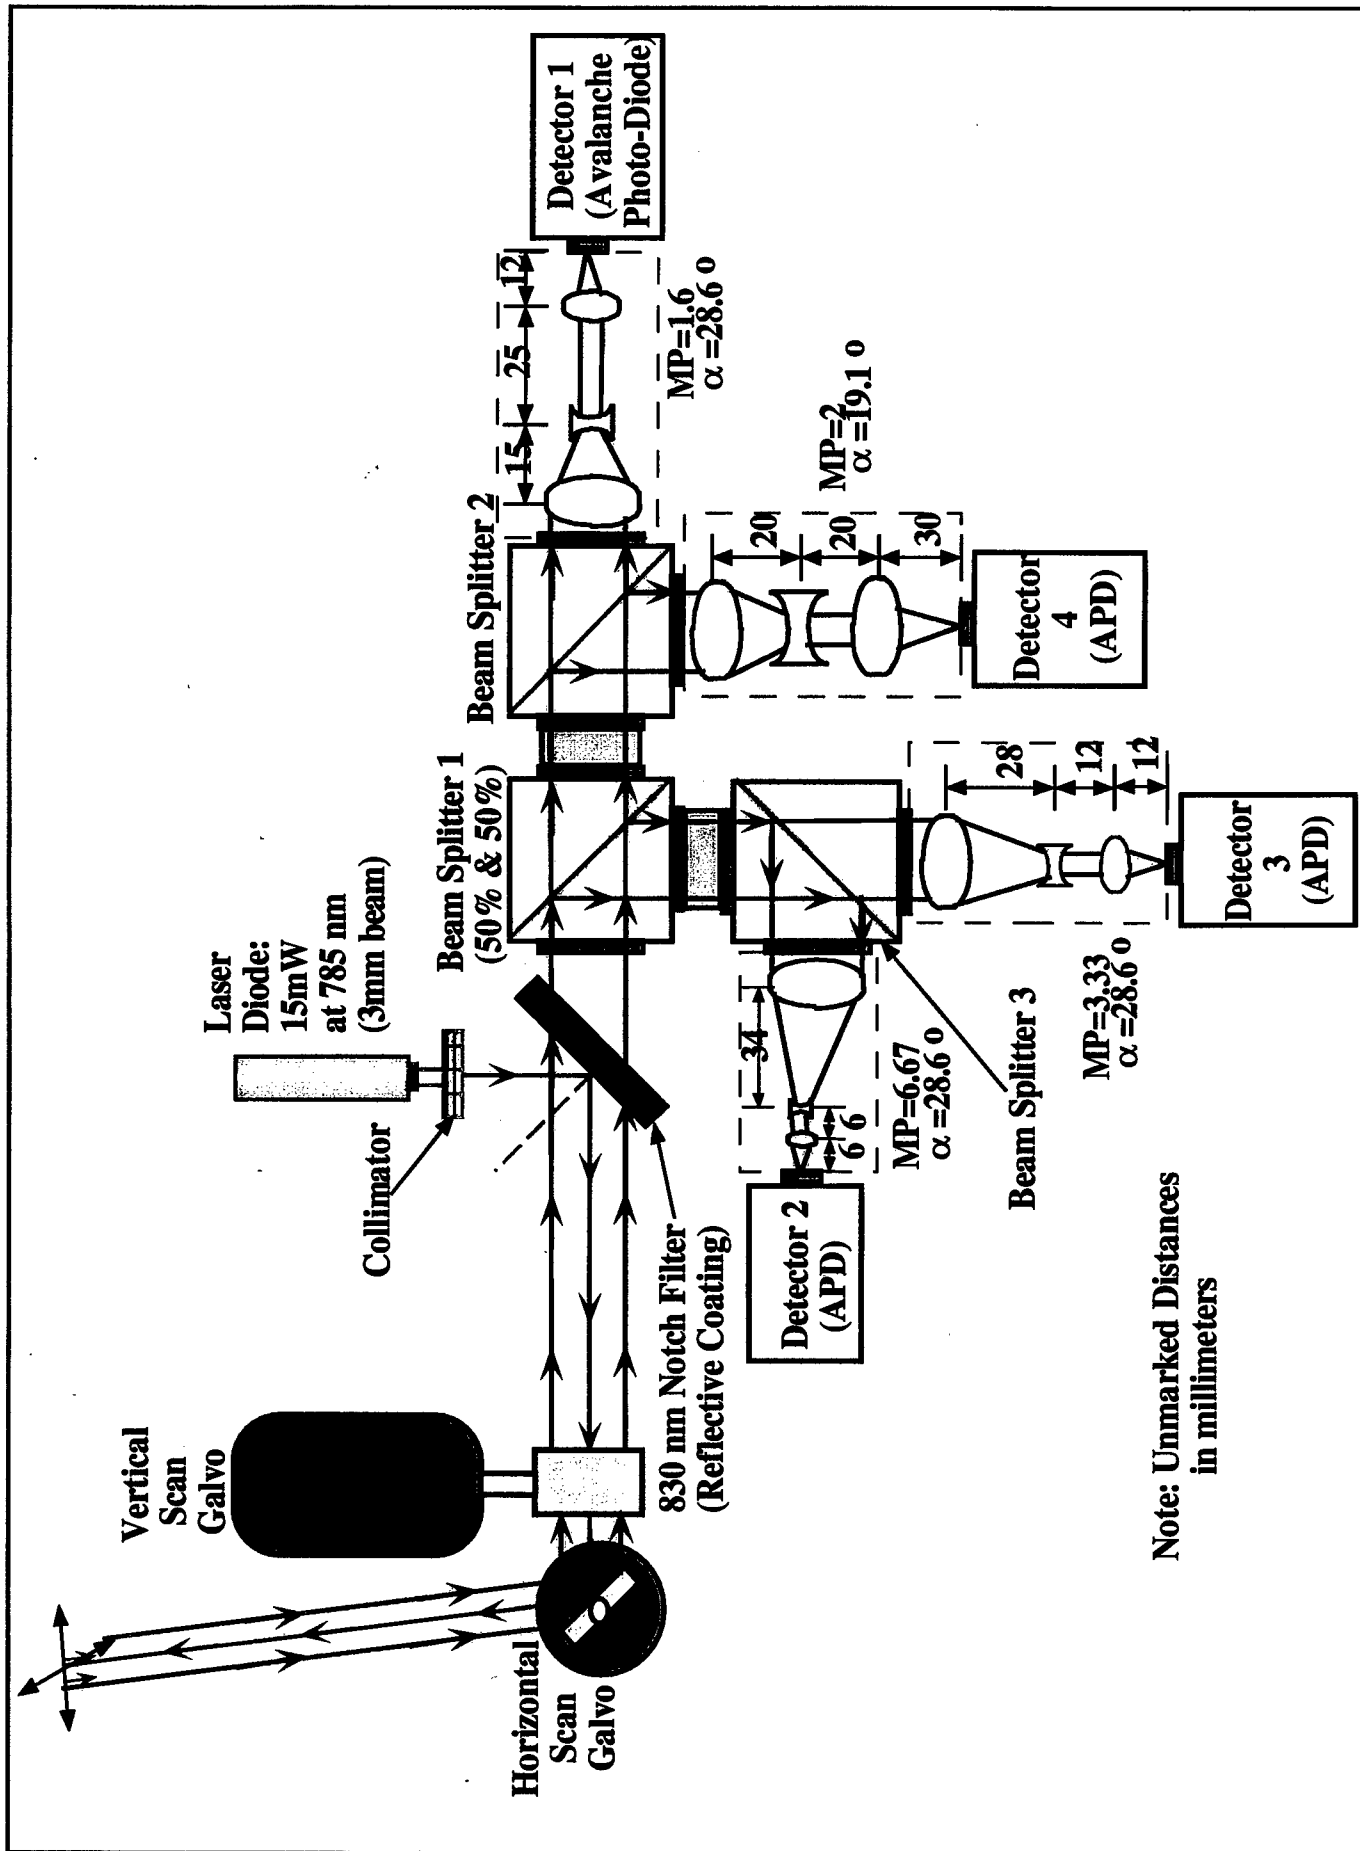 Vertical
Scan
Galvo
Horizontal
Scan
Galvo
Laser
Diode:
15mW
at 785 nm
(3mm beam)
Collimator
830 nm Notch Filter
(Reflective Coating)
Beam Splitter 1
(50% & 50%)
Beam Splitter 2
15
25
12
MP=1.6
α =28.6 o
Detector 1
(Avalanche
Photo-Diode)
20
20
30
MP=2
α =19.1 o
Detector
4
(APD)
28
12
12
MP=3.33
α =28.6 o
Detector
3
(APD)
34
6 6
MP=6.67
α =28.6 o
Detector 2
(APD)
Beam Splitter 3
Note: Unmarked Distances
in millimeters